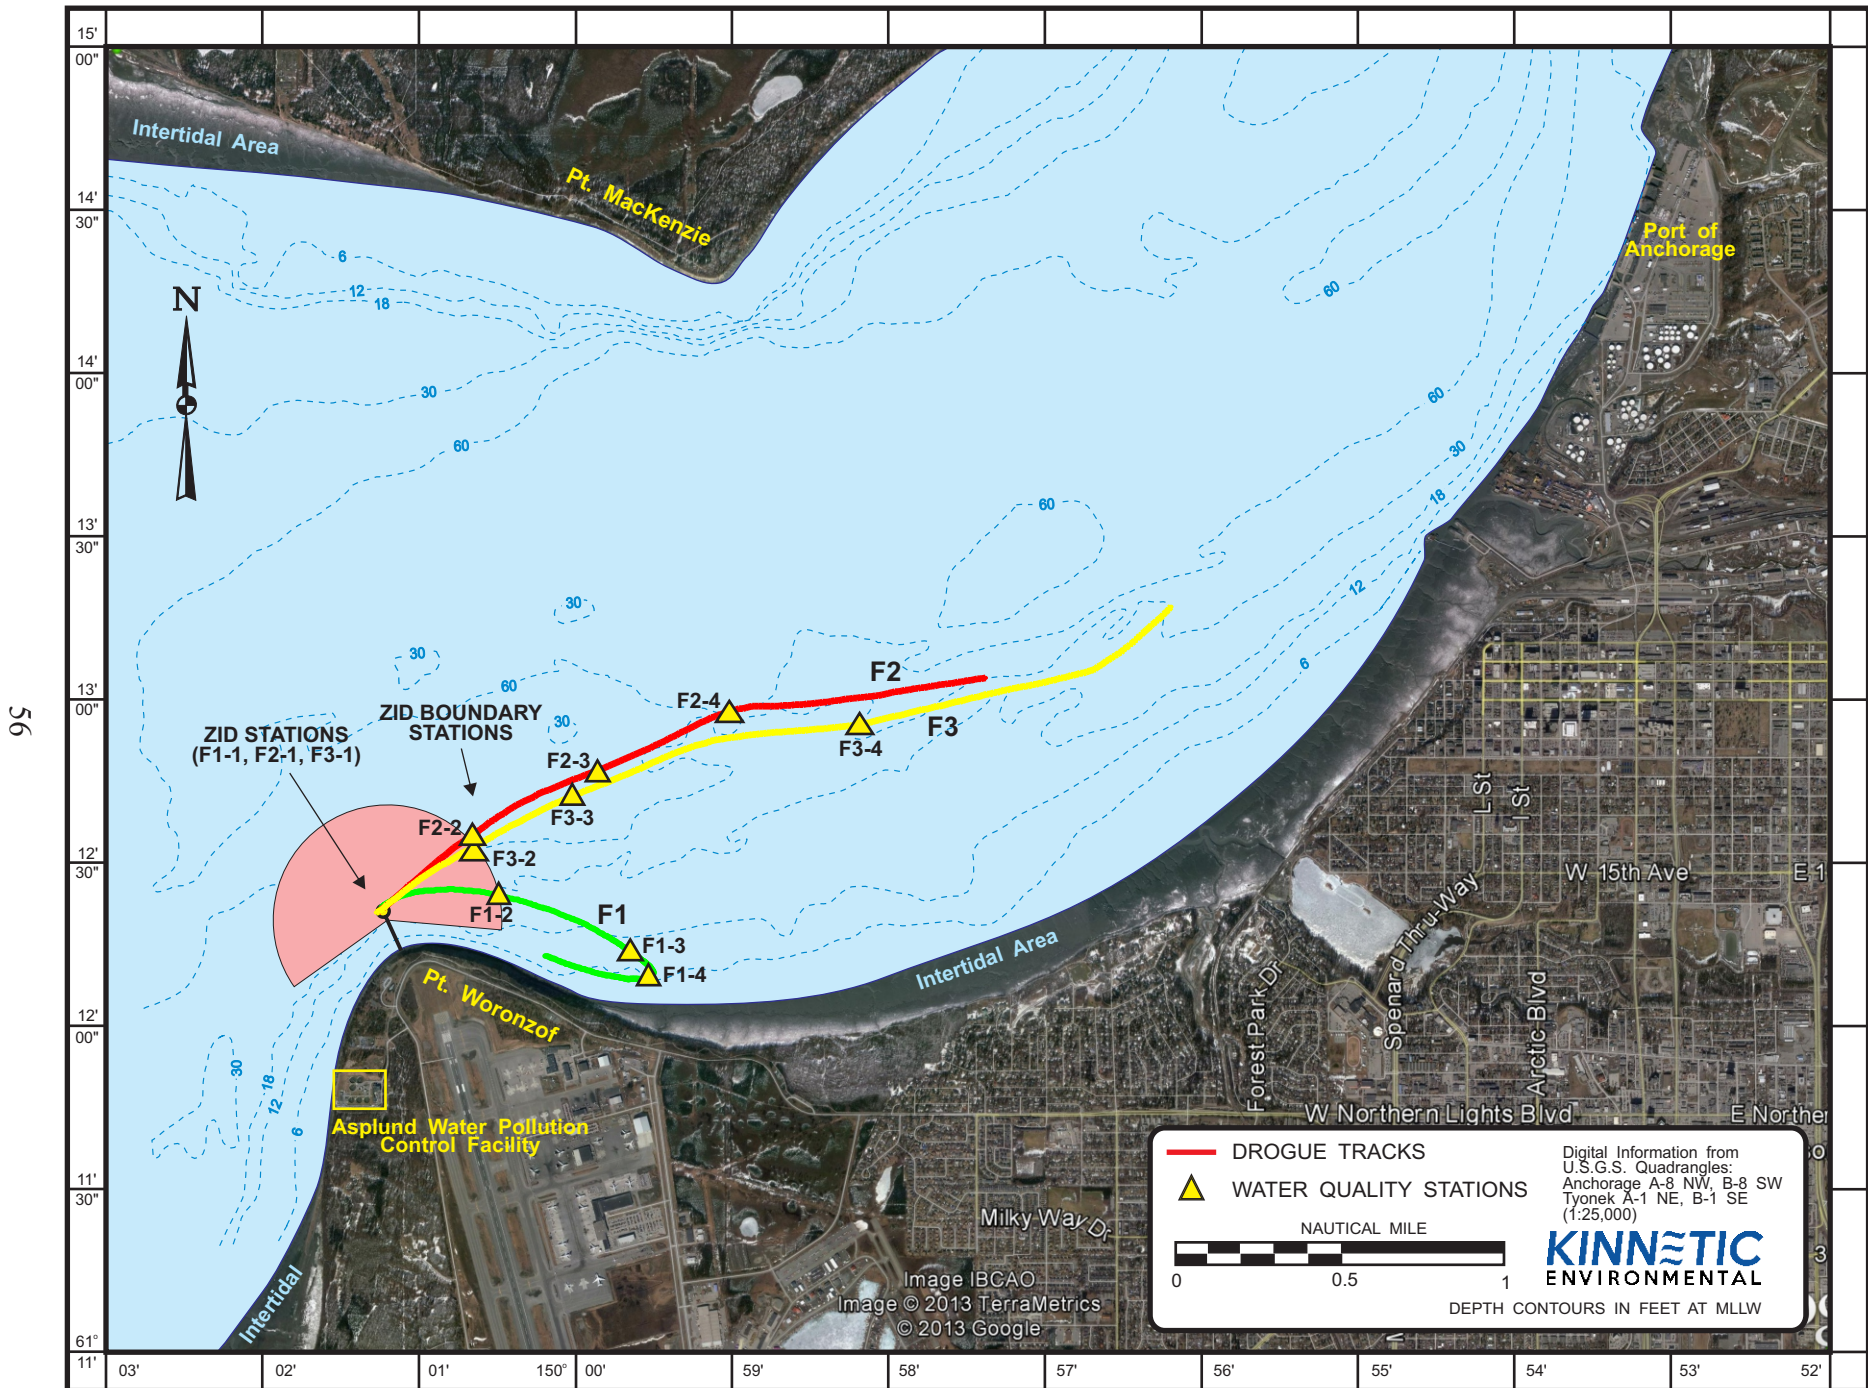 15'
00"
14'
30"
14'
00"
13'
30"
13'
00"
12'
30"
12'
00"
11'
30"
61°
11'
03'
02'
01'
150° 00'
59'
58'
57'
56'
55'
54'
53'
52'
56
Intertidal Area
Pt. MacKenzie
Port of
Anchorage
N
6
12
18
30
60
60
60
30
18
12
6
60
30
30
60
30
ZID STATIONS
(F1-1, F2-1, F3-1)
ZID BOUNDARY
STATIONS
F2
F2-4
F3
F3-4
F2-3
F3-3
F2-2
F3-2
F1-2
F1
F1-3
F1-4
Intertidal Area
Pt. Woronzof
30
18
12
6
Asplund Water Pollution
Control Facility
Intertidal
L St
I St
W 15th Ave
E 1
Spenard Thru-Way
Forest Park Dr
Arctic Blvd
W Northern Lights Blvd
E Norther
Milky Way Dr
Image IBCAO
Image © 2013 TerraMetrics
© 2013 Google
DROGUE TRACKS
WATER QUALITY STATIONS
NAUTICAL MILE
0
0.5
1
Digital Information from
U.S.G.S. Quadrangles:
Anchorage A-8 NW, B-8 SW
Tyonek A-1 NE, B-1 SE
(1:25,000)
KINNETIC
ENVIRONMENTAL
DEPTH CONTOURS IN FEET AT MLLW